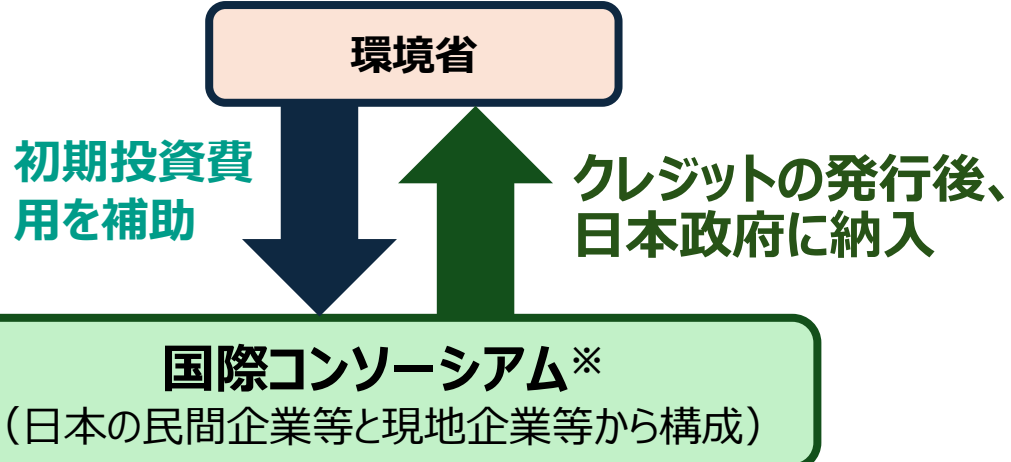 環境省
初期投資費
用を補助
クレジットの発行後、
日本政府に納入
国際コンソーシアム※
（日本の民間企業等と現地企業等から構成）